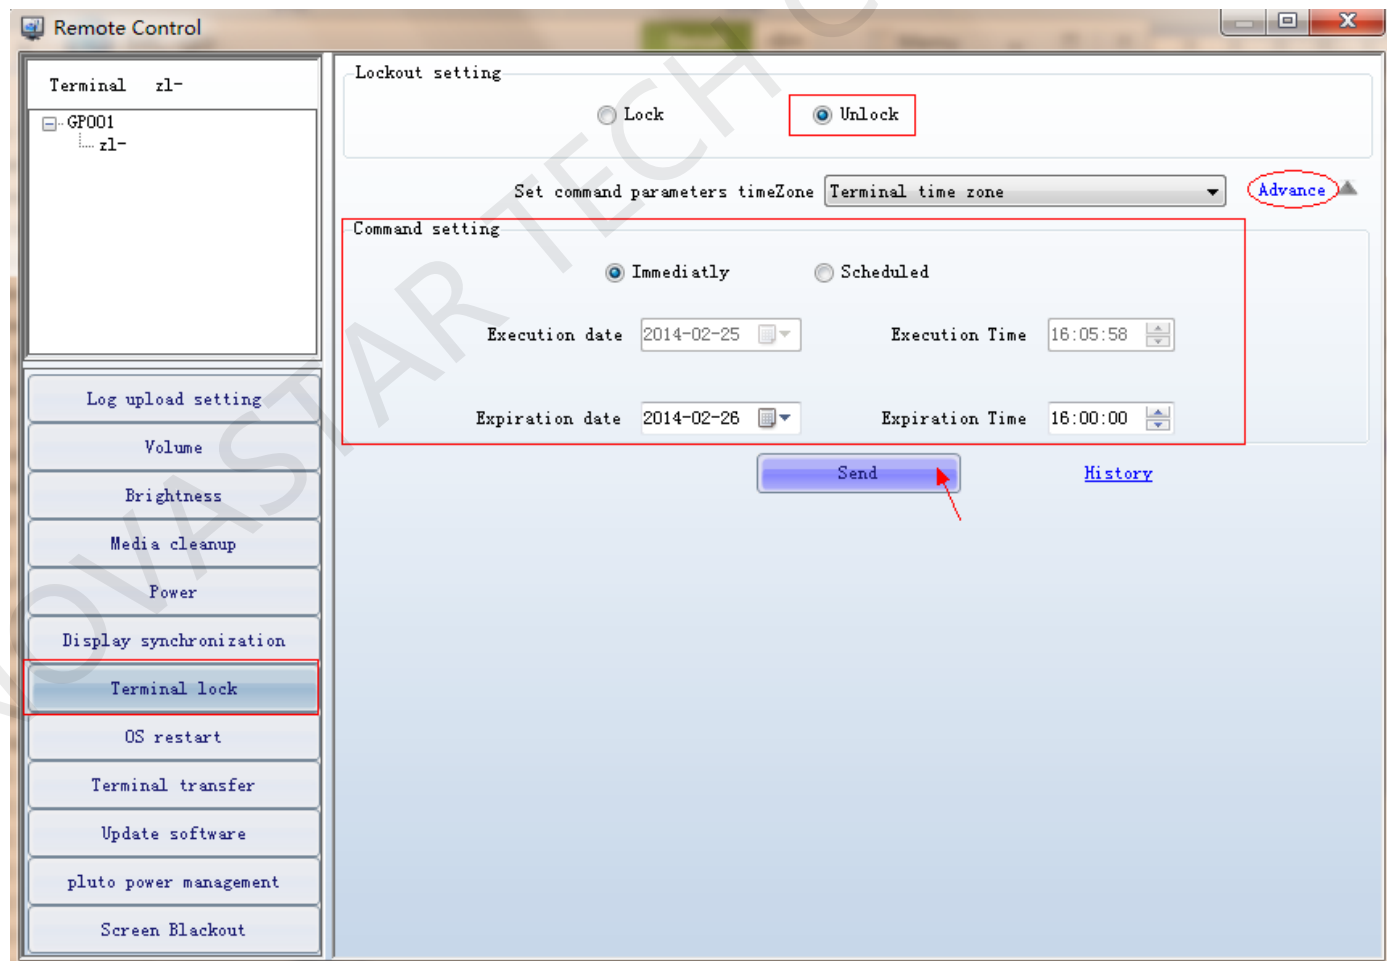 Remote Control
Terminal zl-
GP001
zl-
Log upload setting
Volume
Brightness
Media cleanup
Power
Display synchronization
Terminal lock
OS restart
Terminal transfer
Update software
pluto power management
Screen Blackout
Lockout setting
Lock Unlock
Set command parameters timeZone Terminal time zone Advance
Command setting
Immediatly Scheduled
Execution date 2014-02-25 Execution Time 16:05:58
Expiration date 2014-02-26 Expiration Time 16:00:00
Send History
NOVASTAR TECH